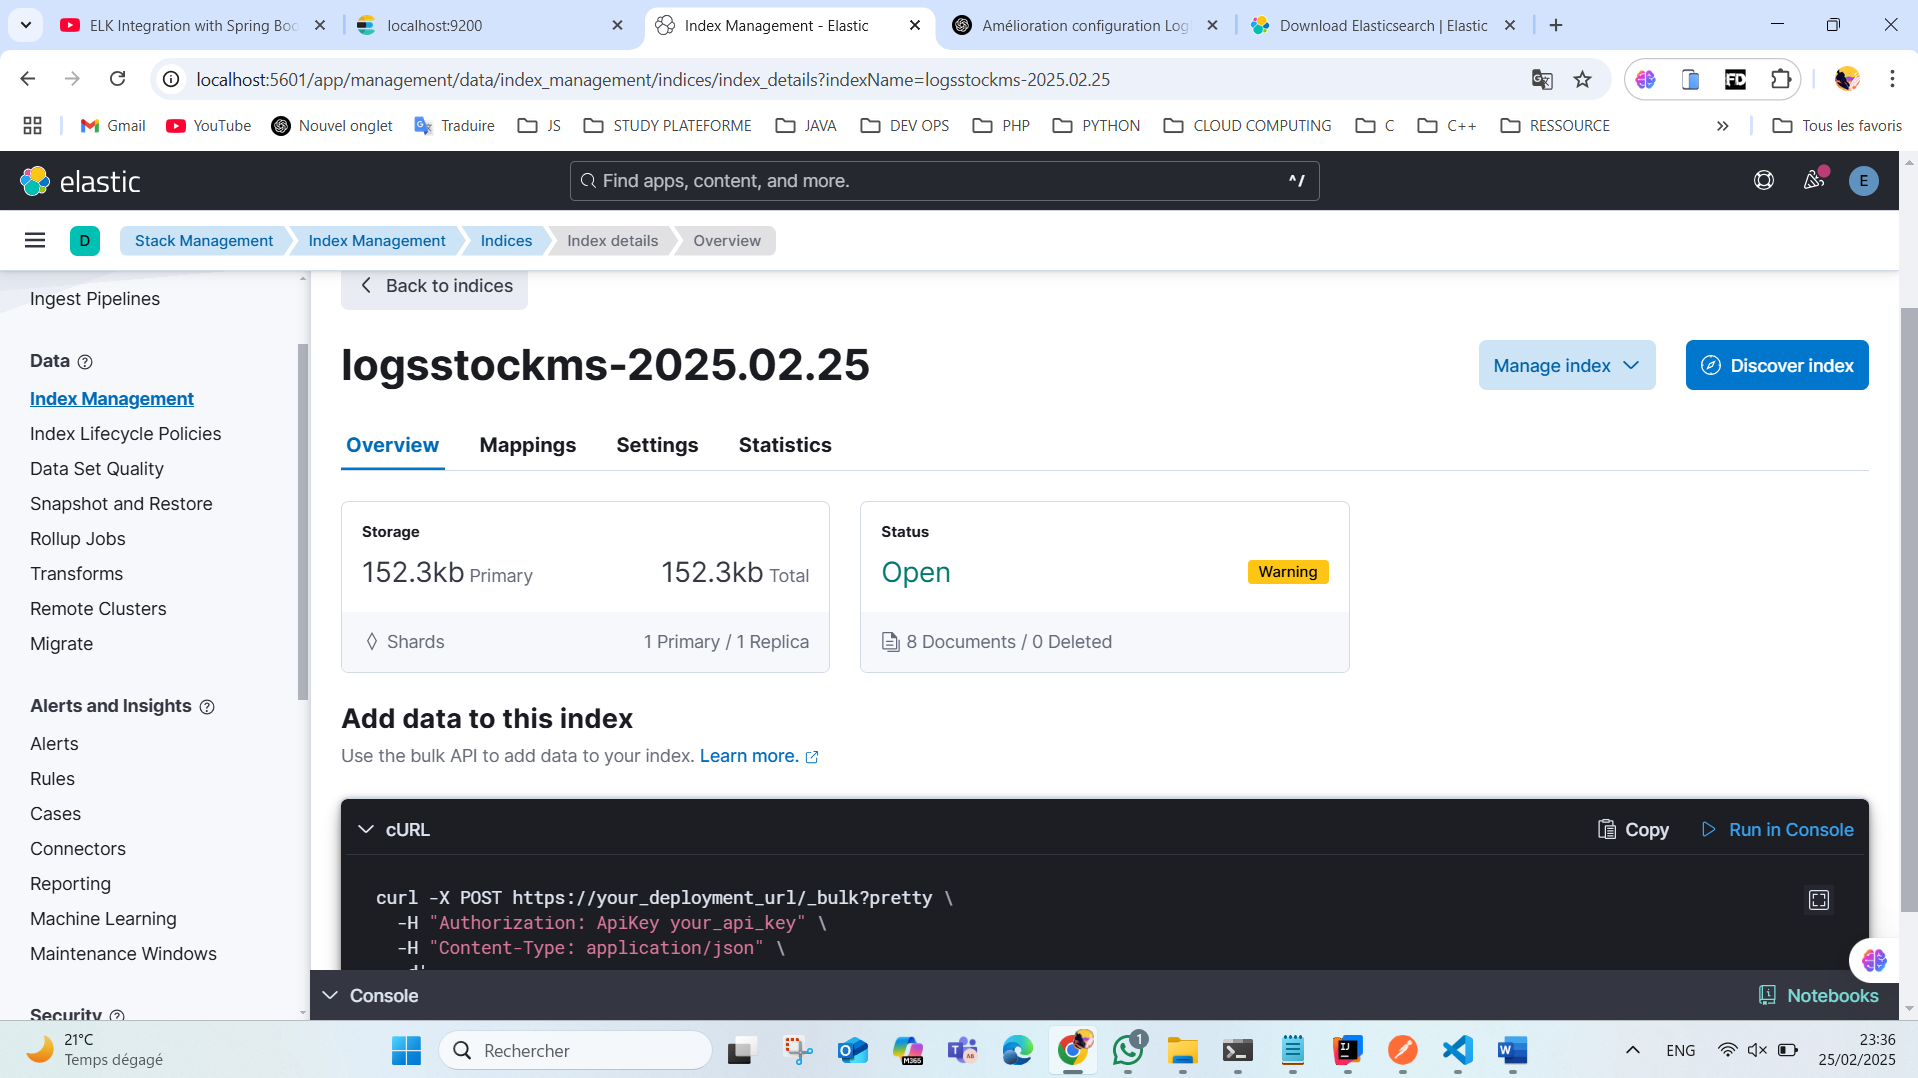 ELK Integration with Spring Boo
localhost:9200
Index Management - Elastic
Amélioration configuration Log
Download Elasticsearch | Elastic
localhost:5601/app/management/data/index_management/indices/index_details?indexName=logsstockms-2025.02.25
FD
Gmail
YouTube
Nouvel onglet
Traduire
JS
STUDY PLATEFORME
JAVA
DEV OPS
PHP
PYTHON
CLOUD COMPUTING
C
C++
RESSOURCE
Tous les favoris
elastic
Find apps, content, and more.
^/
E
D
Stack Management
Index Management
Indices
Index details
Overview
Ingest Pipelines
Data
Index Management
Index Lifecycle Policies
Data Set Quality
Snapshot and Restore
Rollup Jobs
Transforms
Remote Clusters
Migrate
Alerts and Insights
Alerts
Rules
Cases
Connectors
Reporting
Machine Learning
Maintenance Windows
Security
Back to indices
logsstockms-2025.02.25
Manage index
Discover index
Overview
Mappings
Settings
Statistics
Storage
152.3kb Primary
152.3kb Total
Shards
1 Primary / 1 Replica
Status
Open
Warning
8 Documents / 0 Deleted
Add data to this index
Use the bulk API to add data to your index. Learn more.
cURL
Copy
Run in Console
curl -X POST https://your_deployment_url/_bulk?pretty \
-H "Authorization: ApiKey your_api_key" \
-H "Content-Type: application/json" \
Console
Notebooks
21°C
Temps dégagé
Rechercher
M365
1
ENG
23:36
25/02/2025